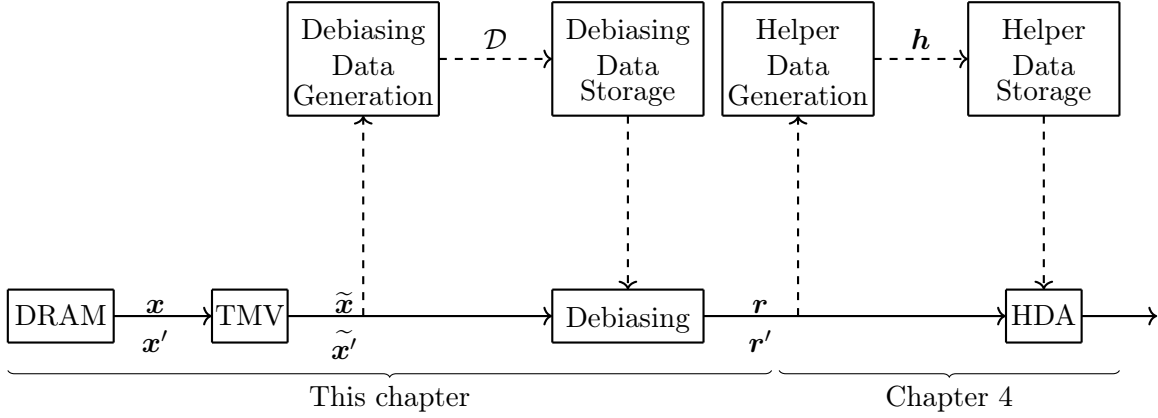 Debiasing
Data
Generation
𝒟
Debiasing
Data
Storage
Helper
Data
Generation
h
Helper
Data
Storage
DRAM
x
x′
TMV
x̃
x̃′
Debiasing
r
r′
HDA
This chapter
Chapter 4